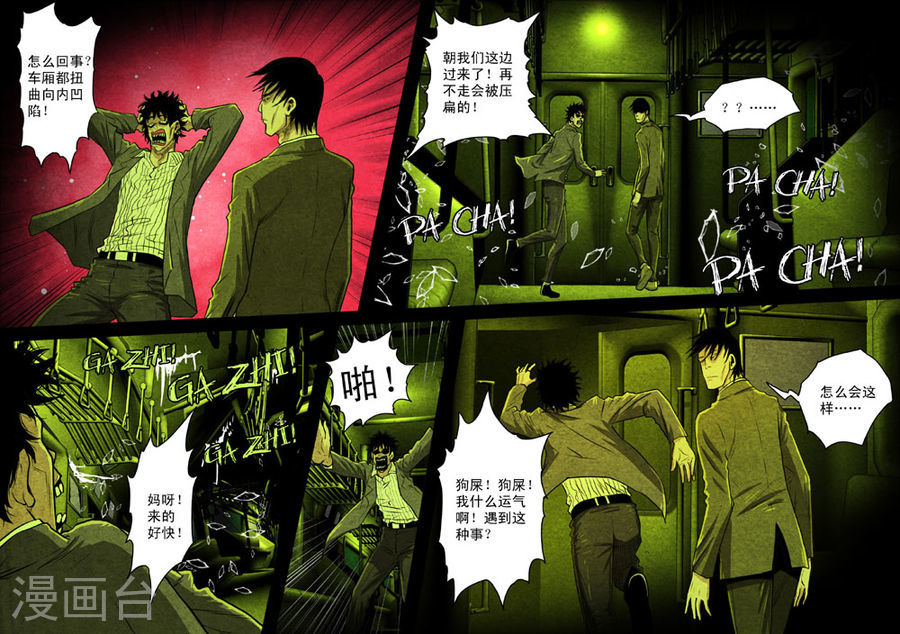 怎么回事？
车厢都扭
曲向内凹
陷！
朝我们这边
过来了！再
不走会被压
扁的！
？？……
PA CHA!
PA CHA!
PA CHA!
GA ZHI!
GA ZHI!
GA ZHI!
妈呀！
来的
好快！
啪！
狗屎！狗屎！
我什么运气
啊！遇到这
种事？
怎么会这
样……
漫画台